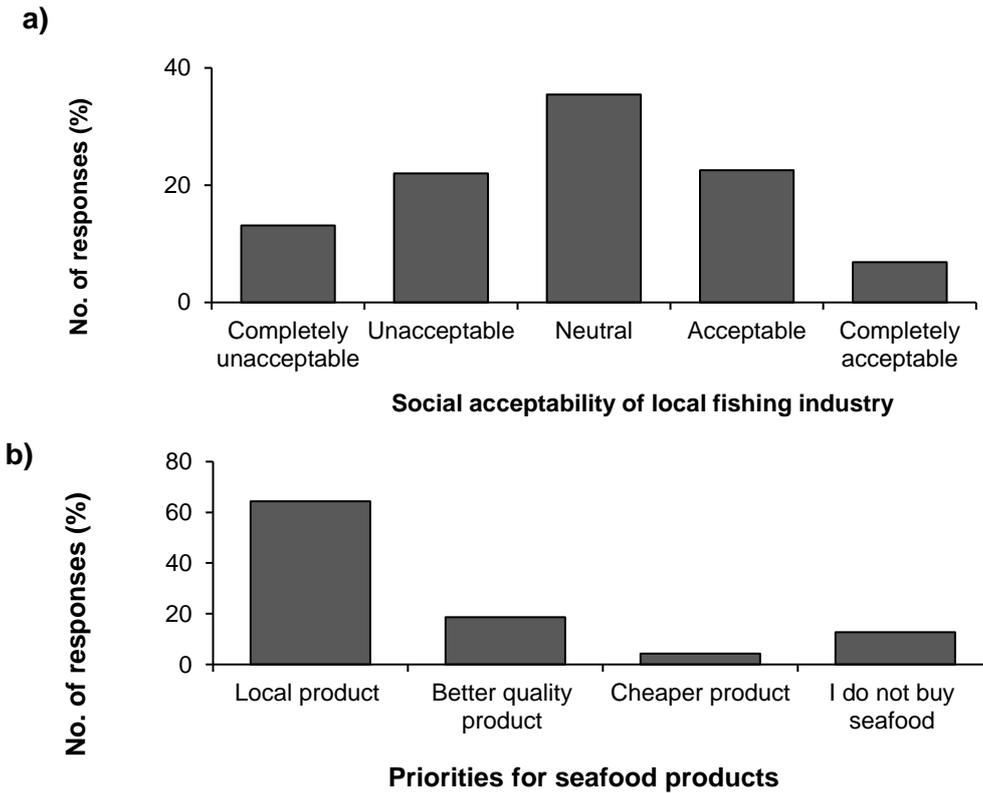 a)
No. of responses (%)
40
20
0
Completely unacceptable
Unacceptable
Neutral
Acceptable
Completely acceptable
Social acceptability of local fishing industry
b)
No. of responses (%)
80
60
40
20
0
Local product
Better quality product
Cheaper product
I do not buy seafood
Priorities for seafood products